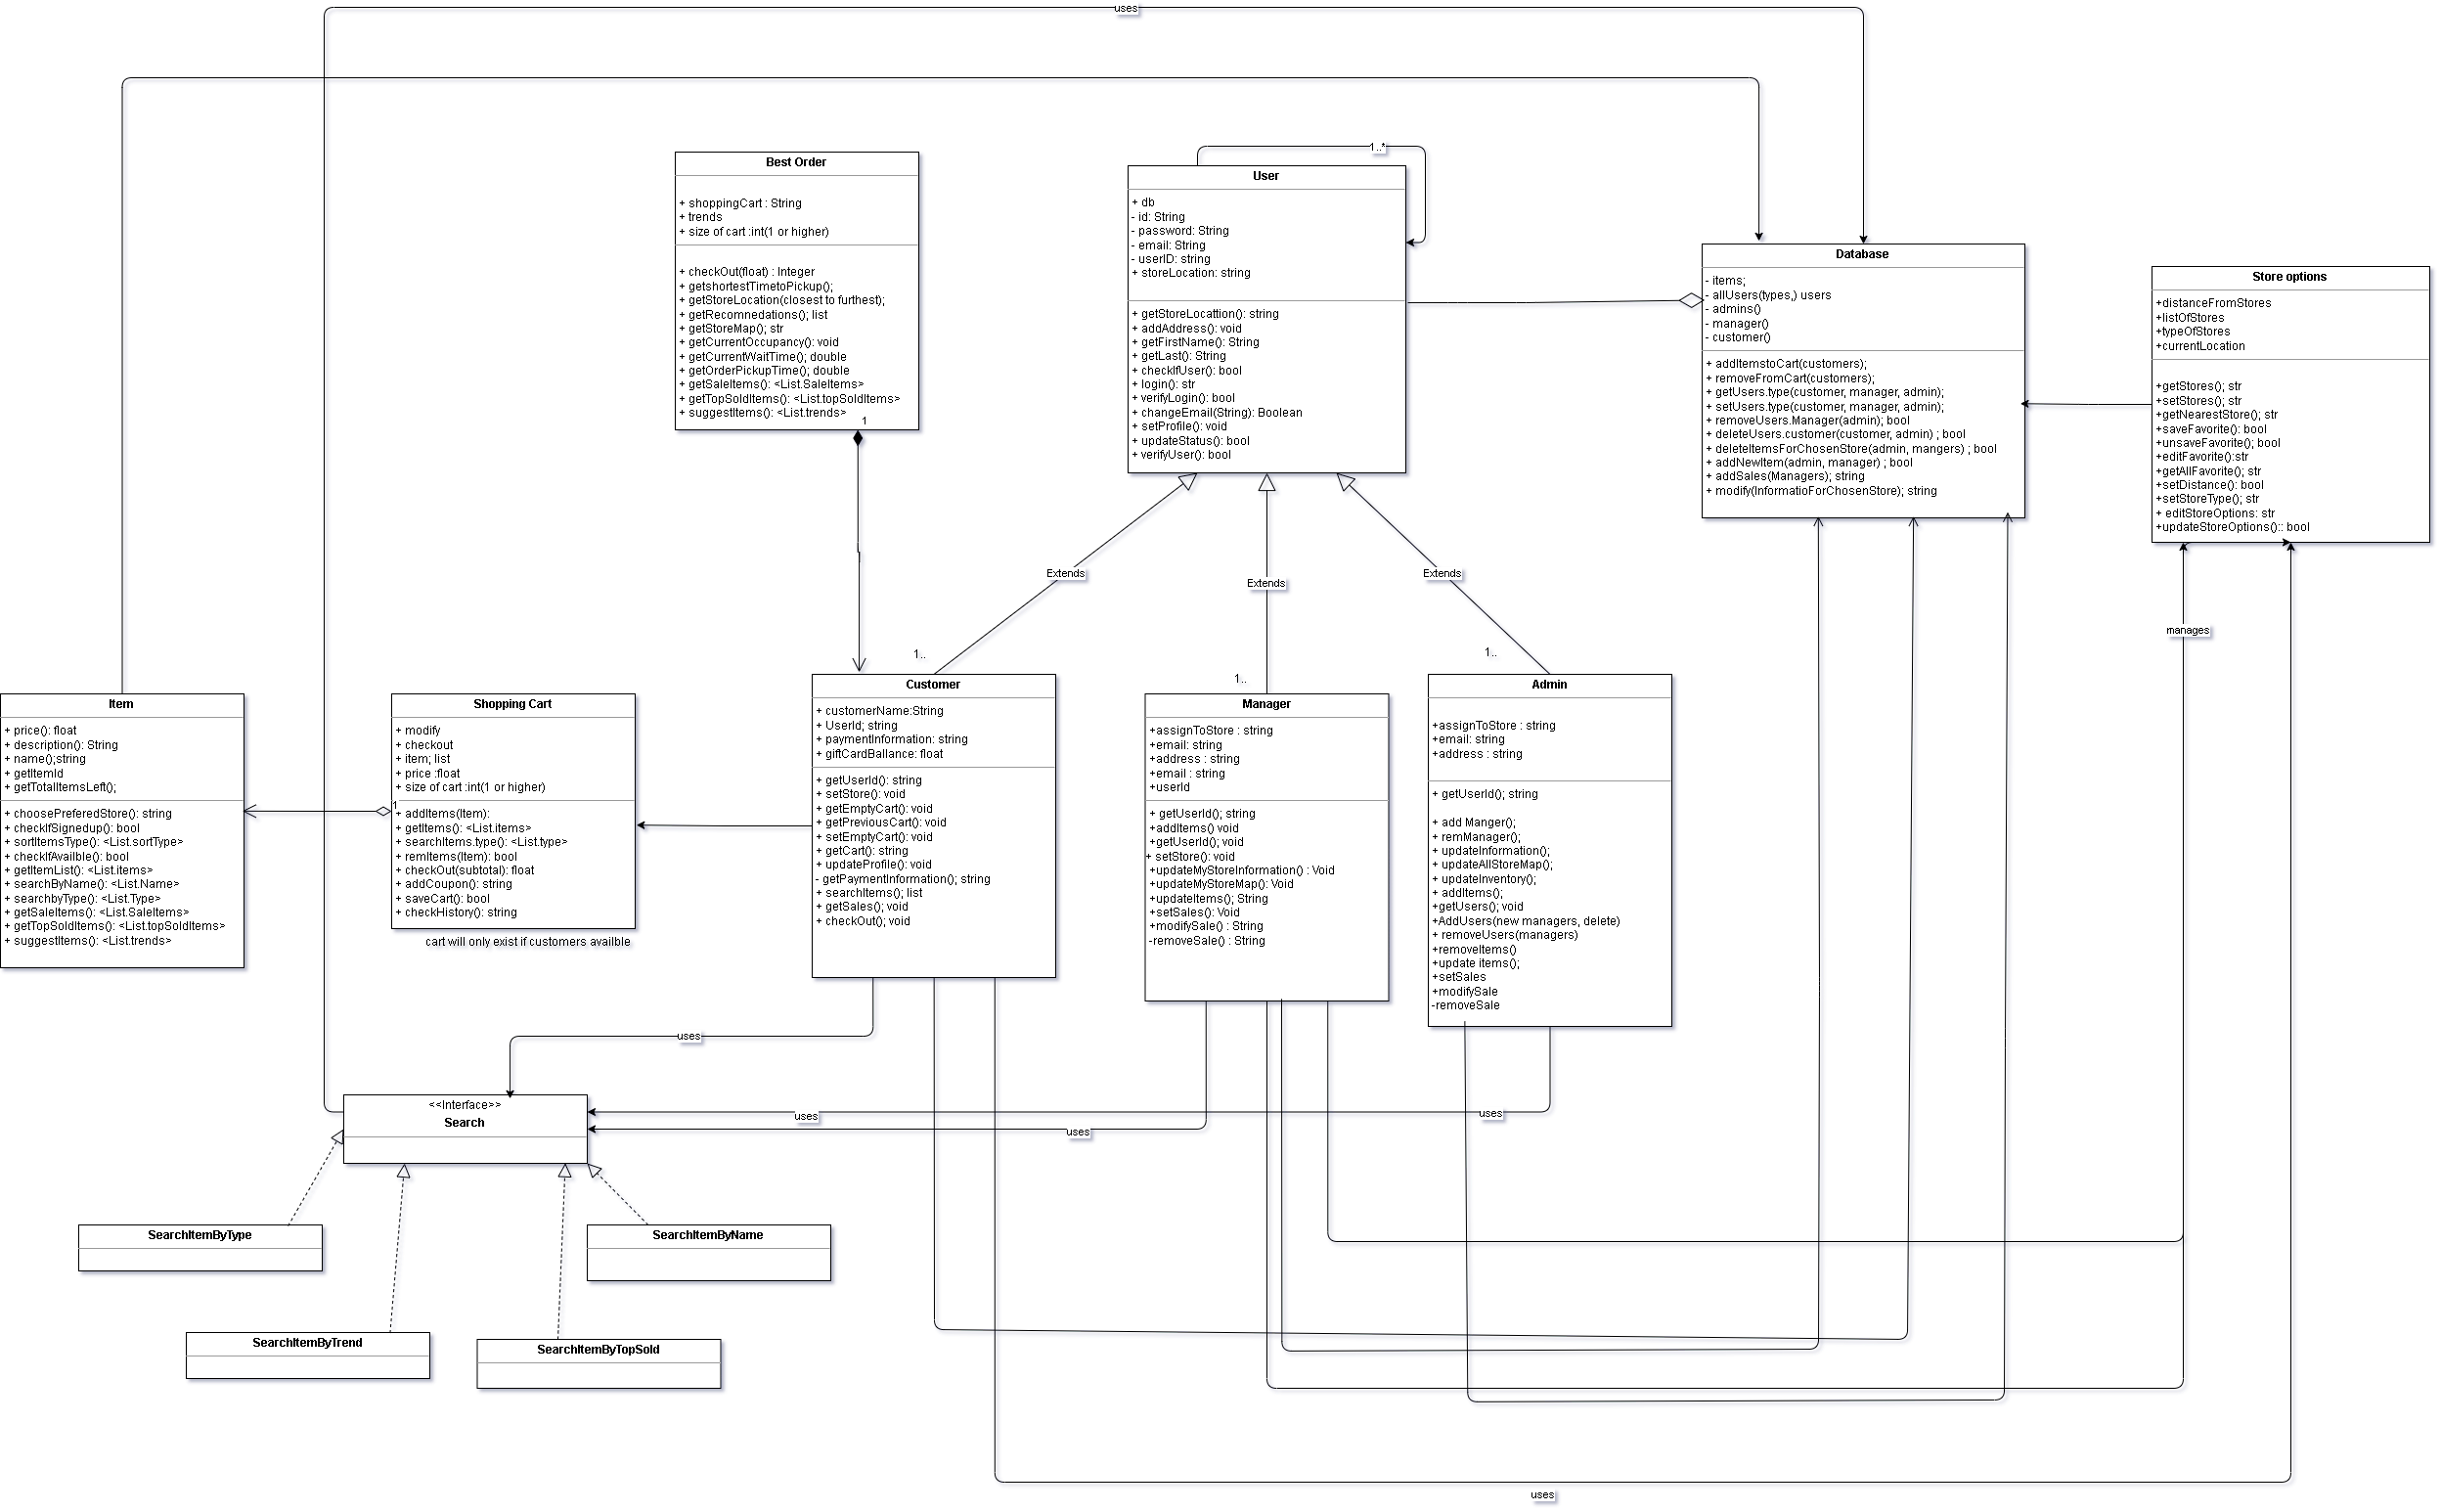 uses
Best Order
+ shoppingCart : String
+ trends
+ size of cart :int(1 or higher)
+ checkOut(float) : Integer
+ getshortestTimetoPickup();
+ getStoreLocation(closest to furthest);
+ getRecomnedations(); list
+ getStoreMap(); str
+ getCurrentOccupancy(): void
+ getCurrentWaitTime(); double
+ getOrderPickupTime(); double
+ getSaleItems(): <List.SaleItems>
+ getTopSoldItems(): <List.topSoldItems>
+ suggestItems(): <List.trends>
1
1..*
User
+ db
- id: String
- password: String
- email: String
- userID: string
+ storeLocation: string
+ getStoreLocattion(): string
+ addAddress(): void
+ getFirstName(): String
+ getLast(): String
+ checkIfUser(): bool
+ login(): str
+ verifyLogin(): bool
+ changeEmail(String): Boolean
+ setProfile(): void
+ updateStatus(): bool
+ verifyUser(): bool
Database
- items;
- allUsers(types,) users
- admins()
- manager()
- customer()
+ addItemstoCart(customers);
+ removeFromCart(customers);
+ getUsers.type(customer, manager, admin);
+ setUsers.type(customer, manager, admin);
+ removeUsers.Manager(admin); bool
+ deleteUsers.customer(customer, admin) ; bool
+ deleteItemsForChosenStore(admin, mangers) ; bool
+ addNewItem(admin, manager) ; bool
+ addSales(Managers); string
+ modify(InformatioForChosenStore); string
Store options
+distanceFromStores
+listOfStores
+typeOfStores
+currentLocation
+getStores(); str
+setStores(); str
+getNearestStore(); str
+saveFavorite(); bool
+unsaveFavorite(); bool
+editFavorite():str
+getAllFavorite(); str
+setDistance(); bool
+setStoreType(); str
+ editStoreOptions: str
+updateStoreOptions():: bool
Extends
Extends
Extends
manages
1..
1..
1..
Item
+ price(): float
+ description(): String
+ name();string
+ getItemId
+ getTotalItemsLeft();
+ choosePreferedStore(): string
+ checkIfSignedup(): bool
+ sortItemsType(): <List.sortType>
+ checkIfAvailble(): bool
+ getItemList(): <List.items>
+ searchByName(): <List.Name>
+ searchbyType(): <List.Type>
+ getSaleItems(): <List.SaleItems>
+ getTopSoldItems(): <List.topSoldItems>
+ suggestItems(): <List.trends>
Shopping Cart
+ modify
+ checkout
+ item; list
+ price :float
+ size of cart :int(1 or higher)
1
+ addItems(Item):
+ getItems(): <List.items>
+ searchItems.type(): <List.type>
+ remItems(Item): bool
+ checkOut(subtotal): float
+ addCoupon(): string
+ saveCart(): bool
+ checkHistory(): string
cart will only exist if customers availble
Customer
+ customerName:String
+ UserId; string
+ paymentInformation: string
+ giftCardBallance: float
+ getUserId(): string
+ setStore(): void
+ getEmptyCart(): void
+ getPreviousCart(): void
+ setEmptyCart(): void
+ getCart(): string
+ updateProfile(): void
- getPaymentInformation(); string
+ searchItems(); list
+ getSales(); void
+ checkOut(); void
Manager
+assignToStore : string
+email: string
+address : string
+email : string
+userId
+ getUserId(); string
+addItems() void
+getUserId(); void
+ setStore(): void
+updateMyStoreInformation() : Void
+updateMyStoreMap(): Void
+updateItems(); String
+setSales(): Void
+modifySale() : String
-removeSale() : String
Admin
+assignToStore : string
+email: string
+address : string
+ getUserId(); string
+ add Manger();
+ remManager();
+ updateInformation();
+ updateAllStoreMap();
+ updateInventory();
+ addItems();
+getUsers(); void
+AddUsers(new managers, delete)
+ removeUsers(managers)
+removeItems()
+update items();
+setSales
+modifySale
-removeSale
uses
<<Interface>>
Search
uses
uses
uses
SearchItemByType
SearchItemByName
SearchItemByTrend
SearchItemByTopSold
uses